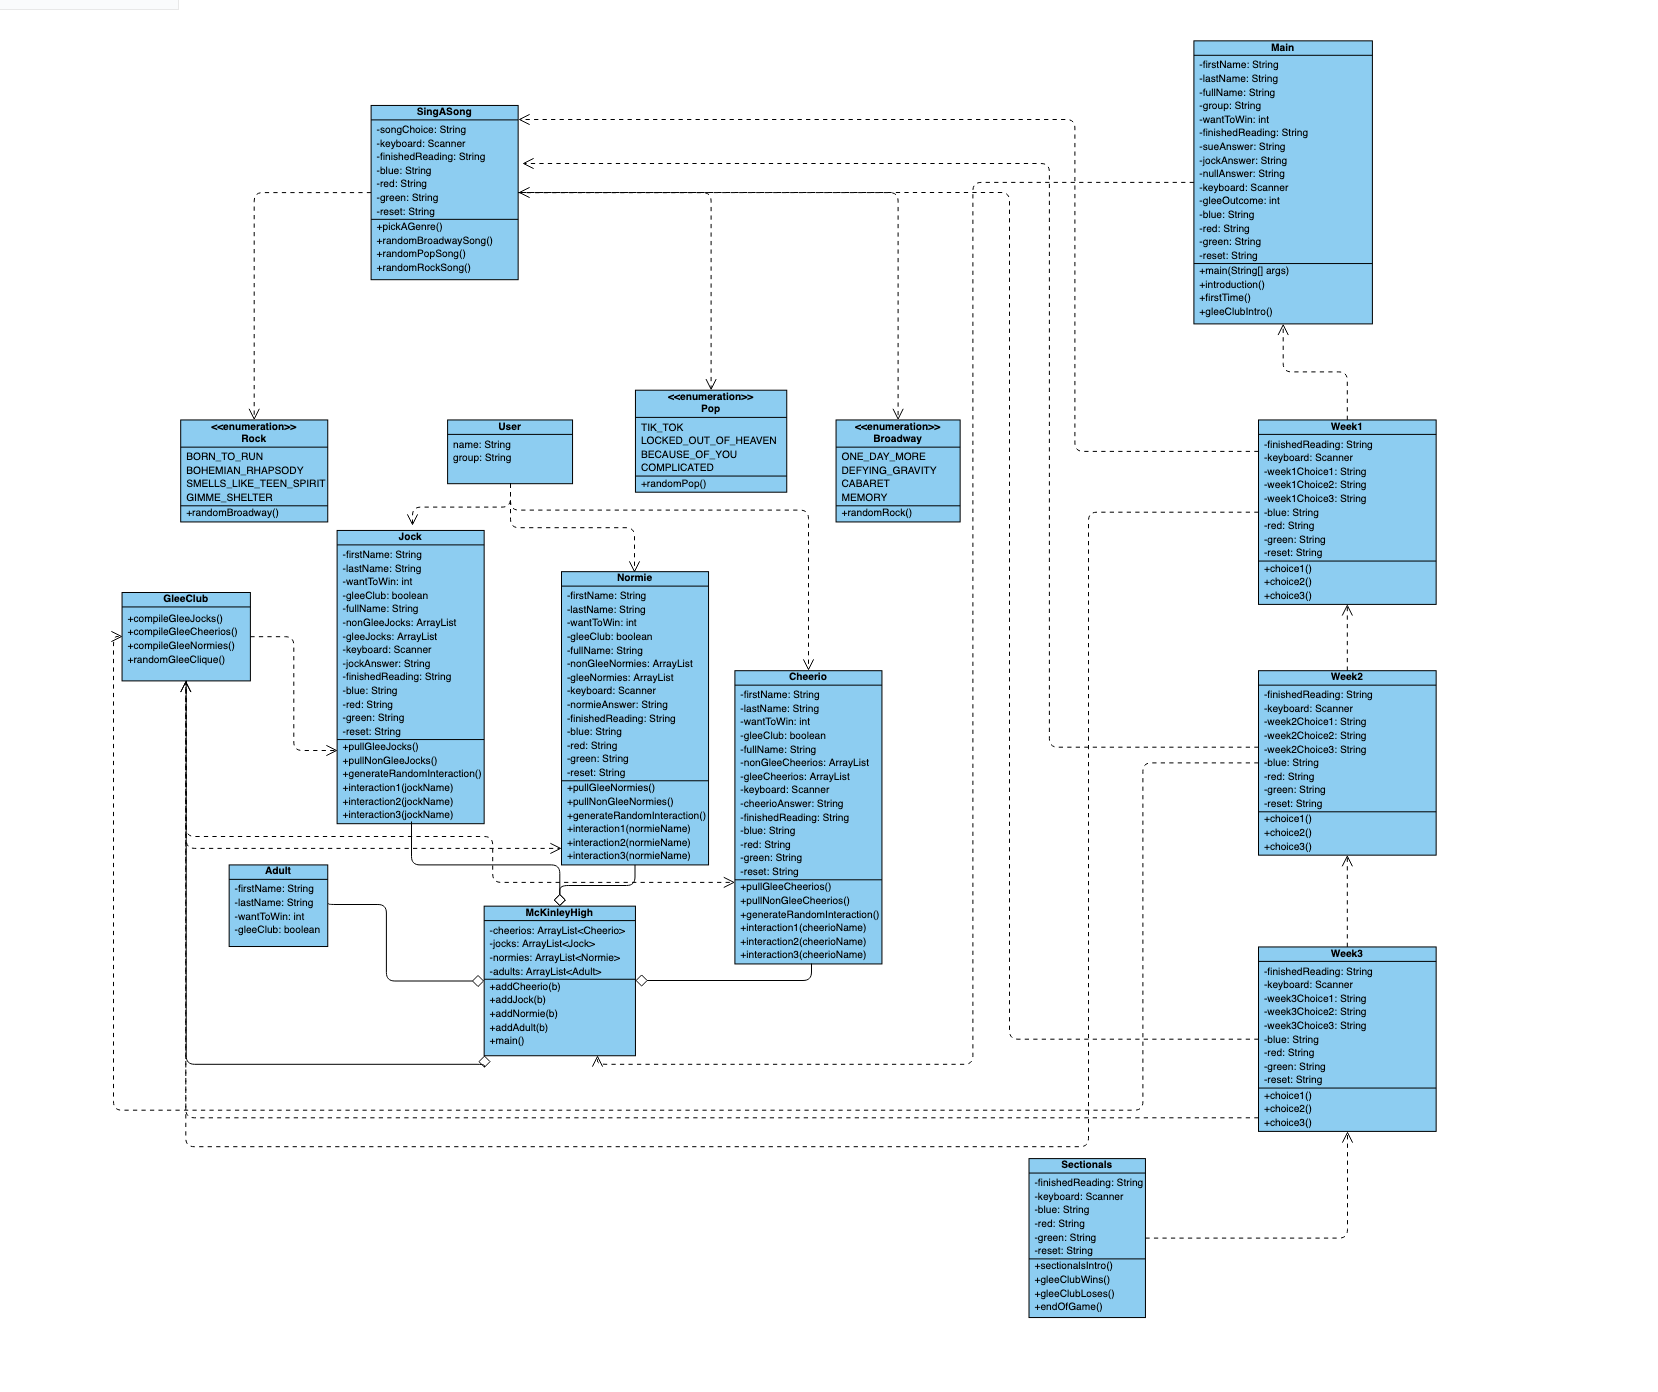 Main
-firstName: String
-lastName: String
-fullName: String
-group: String
-wantToWin: int
-finishedReading: String
-sueAnswer: String
-jockAnswer: String
-nullAnswer: String
-keyboard: Scanner
-gleeOutcome: int
-blue: String
-red: String
-green: String
-reset: String
+main(String[] args)
+introduction()
+firstTime()
+gleeClubIntro()
SingASong
-songChoice: String
-keyboard: Scanner
-finishedReading: String
-blue: String
-red: String
-green: String
-reset: String
+pickAGenre()
+randomBroadwaySong()
+randomPopSong()
+randomRockSong()
<<enumeration>>
Rock
BORN_TO_RUN
BOHEMIAN_RHAPSODY
SMELLS_LIKE_TEEN_SPIRIT
GIMME_SHELTER
+randomBroadway()
User
name: String
group: String
<<enumeration>>
Pop
TIK_TOK
LOCKED_OUT_OF_HEAVEN
BECAUSE_OF_YOU
COMPLICATED
+randomPop()
<<enumeration>>
Broadway
ONE_DAY_MORE
DEFYING_GRAVITY
CABARET
MEMORY
+randomRock()
Week1
-finishedReading: String
-keyboard: Scanner
-week1Choice1: String
-week1Choice2: String
-week1Choice3: String
-blue: String
-red: String
-green: String
-reset: String
+choice1()
+choice2()
+choice3()
GleeClub
+compileGleeJocks()
+compileGleeCheerios()
+compileGleeNormies()
+randomGleeClique()
Jock
-firstName: String
-lastName: String
-wantToWin: int
-gleeClub: boolean
-fullName: String
-nonGleeJocks: ArrayList
-gleeJocks: ArrayList
-keyboard: Scanner
-jockAnswer: String
-finishedReading: String
-blue: String
-red: String
-green: String
-reset: String
+pullGleeJocks()
+pullNonGleeJocks()
+generateRandomInteraction()
+interaction1(jockName)
+interaction2(jockName)
+interaction3(jockName)
Normie
-firstName: String
-lastName: String
-wantToWin: int
-gleeClub: boolean
-fullName: String
-nonGleeNormies: ArrayList
-gleeNormies: ArrayList
-keyboard: Scanner
-normieAnswer: String
-finishedReading: String
-blue: String
-red: String
-green: String
-reset: String
+pullGleeNormies()
+pullNonGleeNormies()
+generateRandomInteraction()
+interaction1(normieName)
+interaction2(normieName)
+interaction3(normieName)
Cheerio
-firstName: String
-lastName: String
-wantToWin: int
-gleeClub: boolean
-fullName: String
-nonGleeCheerios: ArrayList
-gleeCheerios: ArrayList
-keyboard: Scanner
-cheerioAnswer: String
-finishedReading: String
-blue: String
-red: String
-green: String
-reset: String
+pullGleeCheerios()
+pullNonGleeCheerios()
+generateRandomInteraction()
+interaction1(cheerioName)
+interaction2(cheerioName)
+interaction3(cheerioName)
Week2
-finishedReading: String
-keyboard: Scanner
-week2Choice1: String
-week2Choice2: String
-week2Choice3: String
-blue: String
-red: String
-green: String
-reset: String
+choice1()
+choice2()
+choice3()
Adult
-firstName: String
-lastName: String
-wantToWin: int
-gleeClub: boolean
McKinleyHigh
-cheerios: ArrayList<Cheerio>
-jocks: ArrayList<Jock>
-normies: ArrayList<Normie>
-adults: ArrayList<Adult>
+addCheerio(b)
+addJock(b)
+addNormie(b)
+addAdult(b)
+main()
Week3
-finishedReading: String
-keyboard: Scanner
-week3Choice1: String
-week3Choice2: String
-week3Choice3: String
-blue: String
-red: String
-green: String
-reset: String
+choice1()
+choice2()
+choice3()
Sectionals
-finishedReading: String
-keyboard: Scanner
-blue: String
-red: String
-green: String
-reset: String
+sectionalsIntro()
+gleeClubWins()
+gleeClubLoses()
+endOfGame()